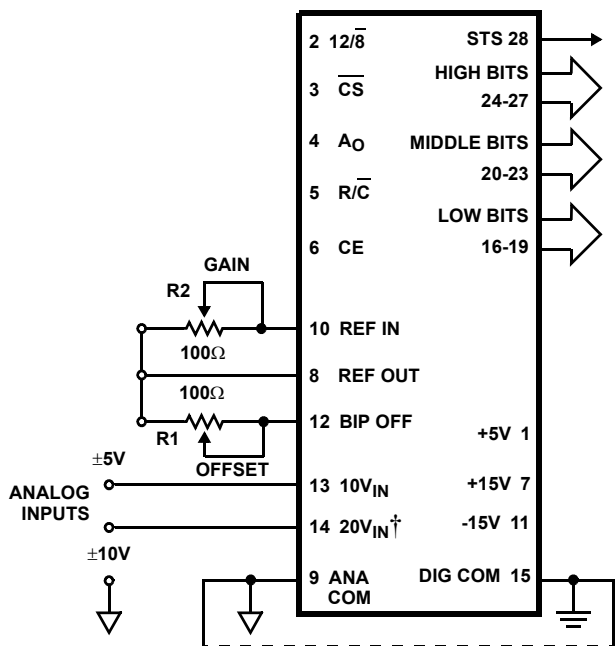 2 12/8̅
STS 28
HIGH BITS
24-27
3 C̅S̅
4 AO
MIDDLE BITS
20-23
5 R/C̅
LOW BITS
16-19
6 CE
GAIN
R2
100Ω
10 REF IN
8 REF OUT
100Ω
R1
OFFSET
12 BIP OFF
+5V 1
±5V
ANALOG
INPUTS
13 10VIN
+15V 7
14 20VIN†
-15V 11
±10V
9 ANA
COM
DIG COM 15